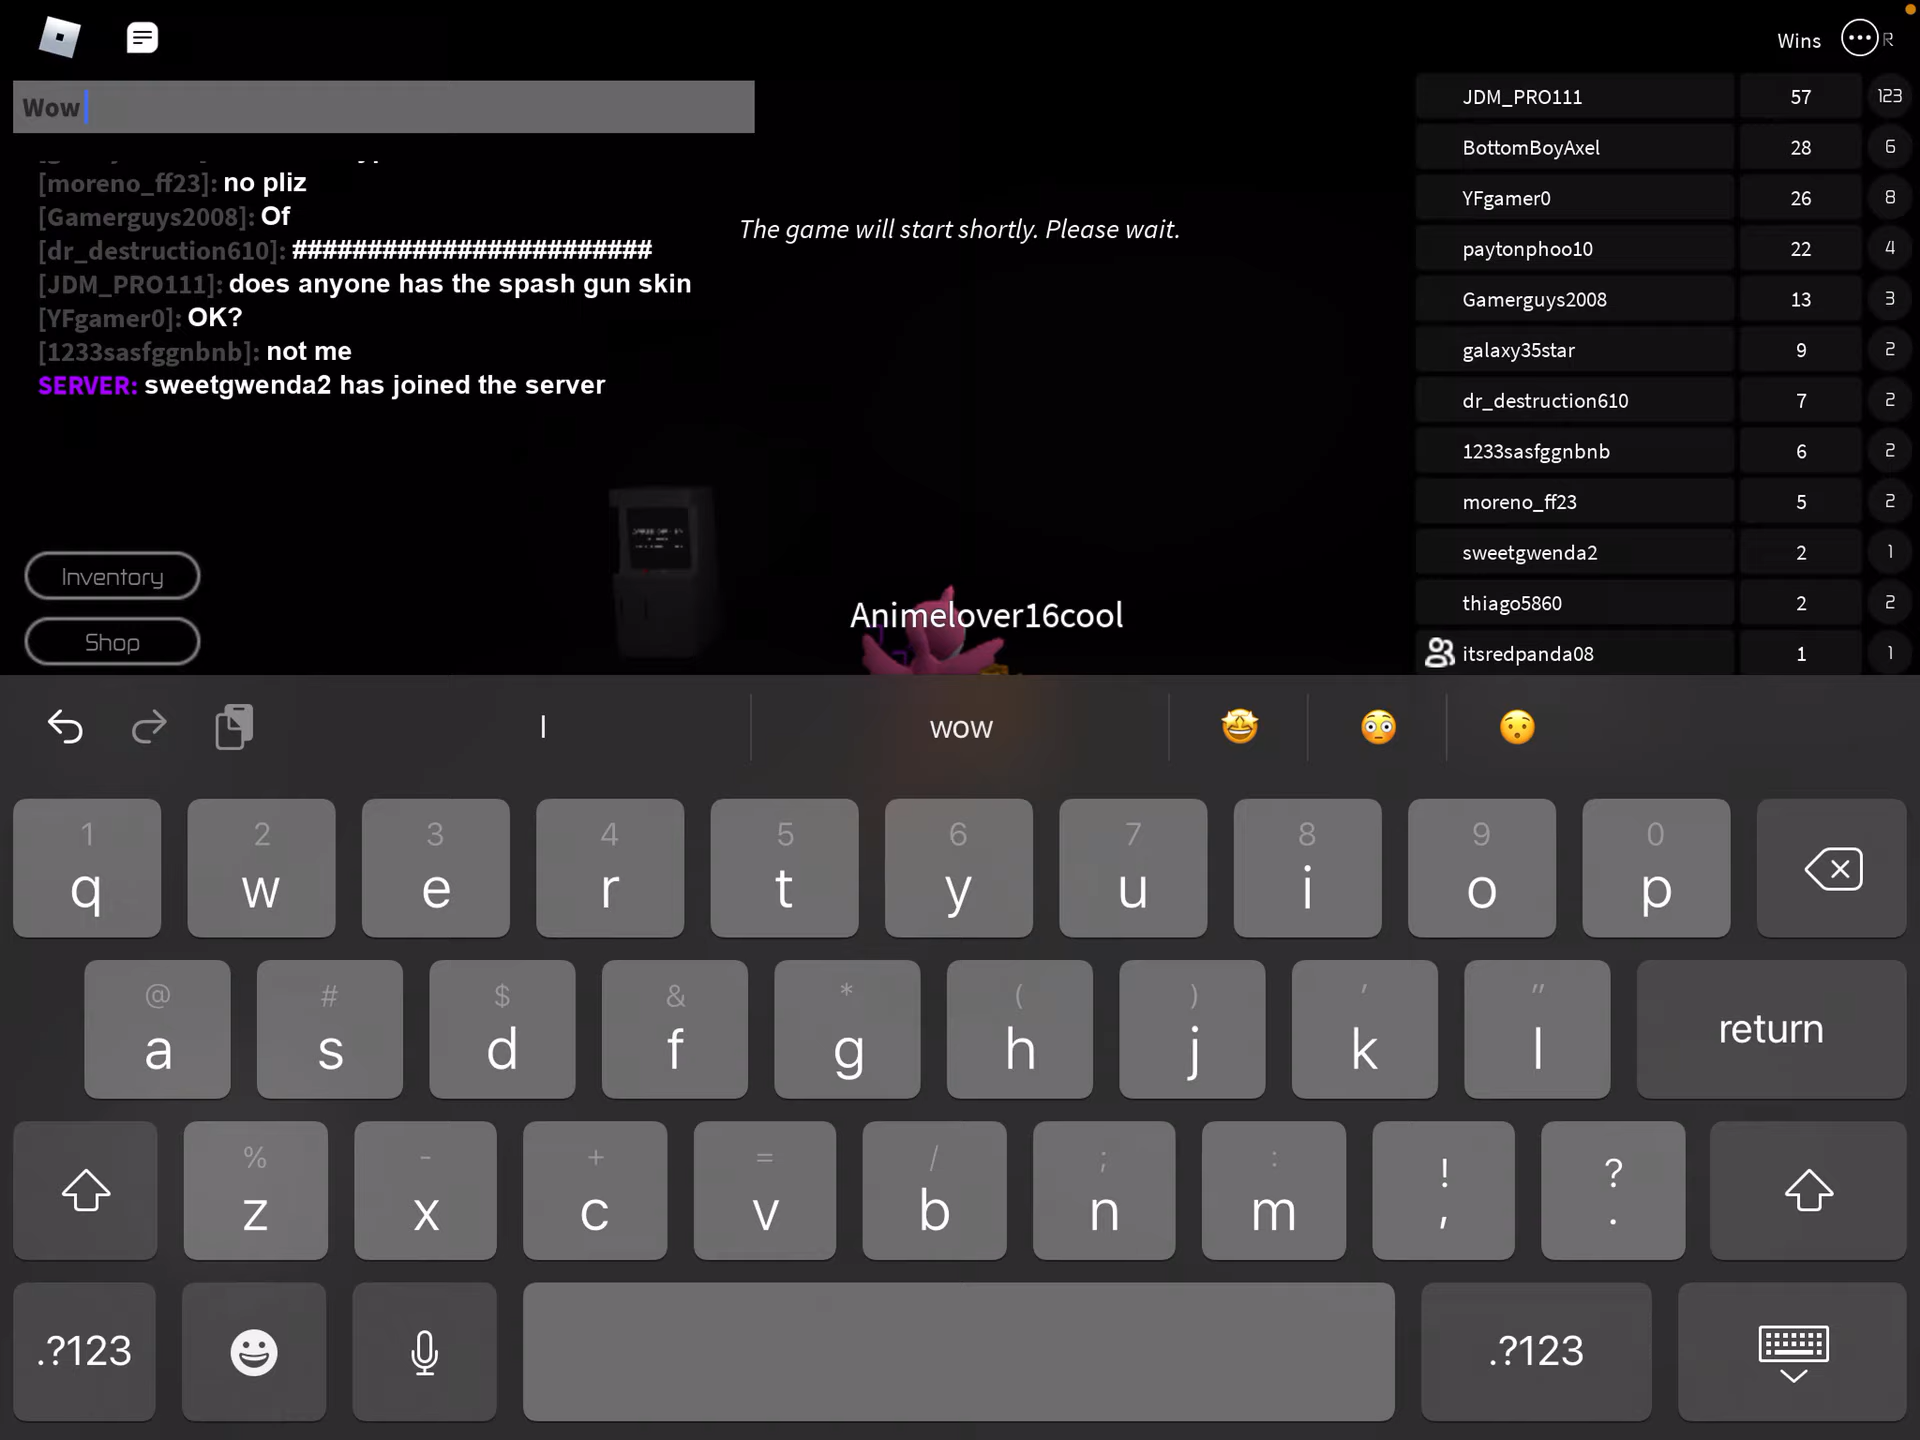 Wins
R
Wow
[moreno_ff23]: no pliz
[Gamerguys2008]: Of
[dr_destruction610]: ########################
[JDM_PRO111]: does anyone has the spash gun skin
[YFgamer0]: OK?
[1233sasfggnbnb]: not me
SERVER: sweetgwenda2 has joined the server
The game will start shortly. Please wait.
JDM_PRO111 57 123
BottomBoyAxel 28 6
YFgamer0 26 8
paytonphoo10 22 4
Gamerguys2008 13 3
galaxy35star 9 2
dr_destruction610 7 2
1233sasfggnbnb 6 2
moreno_ff23 5 2
sweetgwenda2 2 1
thiago5860 2 2
itsredpanda08 1 1
Inventory
Shop
Animelover16cool
I wow 🤩 😳 😯
1 2 3 4 5 6 7 8 9 0
q w e r t y u i o p
@ # $ & * ( ) ' "
a s d f g h j k l return
% - + = / ; : ! ?
z x c v b n m , .
.?123 .?123